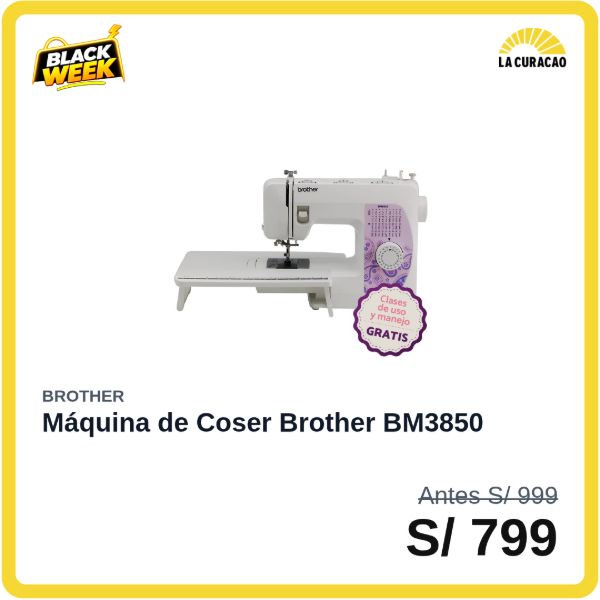 BLACK
WEEK
LA CURACAO
brother
Clases
de uso
y manejo
GRATIS
BROTHER
Máquina de Coser Brother BM3850
Antes S/ 999
S/ 799